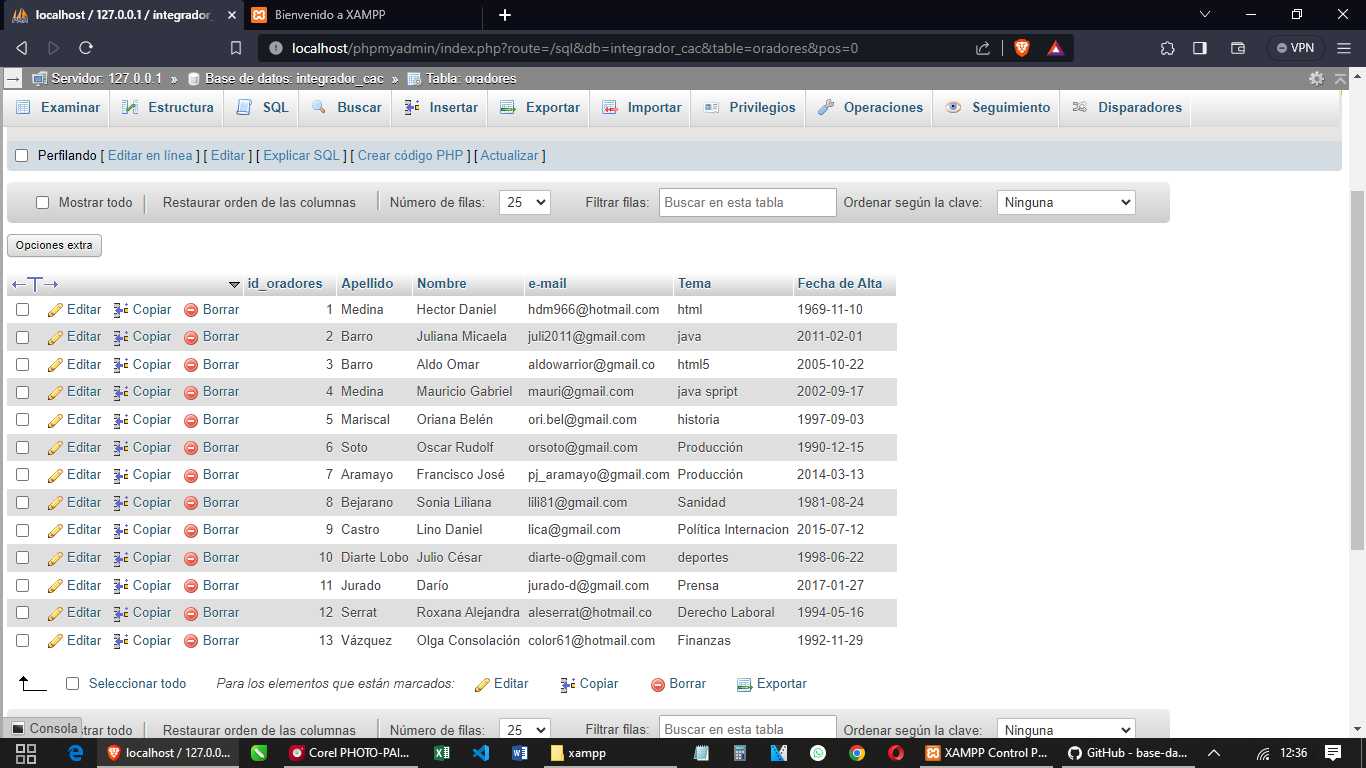 localhost / 127.0.0.1 / integrador_
Bienvenido a XAMPP
localhost/phpmyadmin/index.php?route=/sql&db=integrador_cac&table=oradores&pos=0
VPN
Servidor: 127.0.0.1 » Base de datos: integrador_cac » Tabla: oradores
Examinar Estructura SQL Buscar Insertar Exportar Importar Privilegios Operaciones Seguimiento Disparadores
Perfilando [ Editar en línea ] [ Editar ] [ Explicar SQL ] [ Crear código PHP ] [ Actualizar ]
Mostrar todo Restaurar orden de las columnas Número de filas: 25 Filtrar filas: Buscar en esta tabla Ordenar según la clave: Ninguna
Opciones extra
id_oradores Apellido Nombre e-mail Tema Fecha de Alta
Editar Copiar Borrar 1 Medina Hector Daniel hdm966@hotmail.com html 1969-11-10
Editar Copiar Borrar 2 Barro Juliana Micaela juli2011@gmail.com java 2011-02-01
Editar Copiar Borrar 3 Barro Aldo Omar aldowarrior@gmail.co html5 2005-10-22
Editar Copiar Borrar 4 Medina Mauricio Gabriel mauri@gmail.com java spript 2002-09-17
Editar Copiar Borrar 5 Mariscal Oriana Belén ori.bel@gmail.com historia 1997-09-03
Editar Copiar Borrar 6 Soto Oscar Rudolf orsoto@gmail.com Producción 1990-12-15
Editar Copiar Borrar 7 Aramayo Francisco José pj_aramayo@gmail.com Producción 2014-03-13
Editar Copiar Borrar 8 Bejarano Sonia Liliana lili81@gmail.com Sanidad 1981-08-24
Editar Copiar Borrar 9 Castro Lino Daniel lica@gmail.com Política Internacion 2015-07-12
Editar Copiar Borrar 10 Diarte Lobo Julio César diarte-o@gmail.com deportes 1998-06-22
Editar Copiar Borrar 11 Jurado Darío jurado-d@gmail.com Prensa 2017-01-27
Editar Copiar Borrar 12 Serrat Roxana Alejandra aleserrat@hotmail.co Derecho Laboral 1994-05-16
Editar Copiar Borrar 13 Vázquez Olga Consolación color61@hotmail.com Finanzas 1992-11-29
Seleccionar todo Para los elementos que están marcados: Editar Copiar Borrar Exportar
Consola trar todo Restaurar orden de las columnas Número de filas: 25 Filtrar filas: Buscar en esta tabla Ordenar según la clave: Ninguna
localhost / 127.0.0... Corel PHOTO-PAI... xampp XAMPP Control P... GitHub - base-da... 12:36